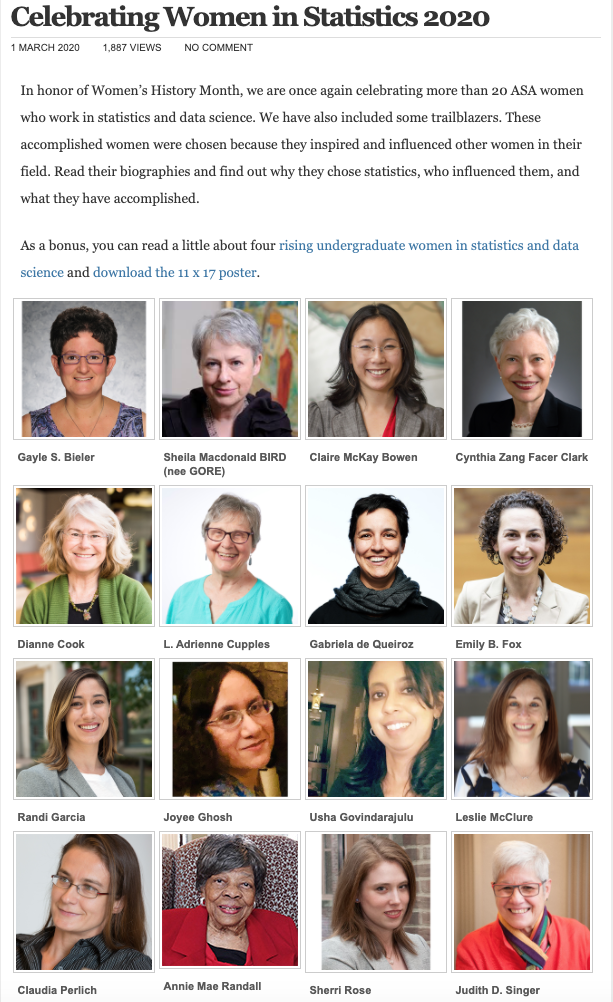 Celebrating Women in Statistics 2020
1 MARCH 2020 1,887 VIEWS NO COMMENT
In honor of Women's History Month, we are once again celebrating more than 20 ASA women
who work in statistics and data science. We have also included some trailblazers. These
accomplished women were chosen because they inspired and influenced other women in their
field. Read their biographies and find out why they chose statistics, who influenced them, and
what they have accomplished.
As a bonus, you can read a little about four rising undergraduate women in statistics and data
science and download the 11 x 17 poster.
Gayle S. Bieler
Sheila Macdonald BIRD
(nee GORE)
Claire McKay Bowen
Cynthia Zang Facer Clark
Dianne Cook
L. Adrienne Cupples
Gabriela de Queiroz
Emily B. Fox
Randi Garcia
Joyee Ghosh
Usha Govindarajulu
Leslie McClure
Claudia Perlich
Annie Mae Randall
Sherri Rose
Judith D. Singer